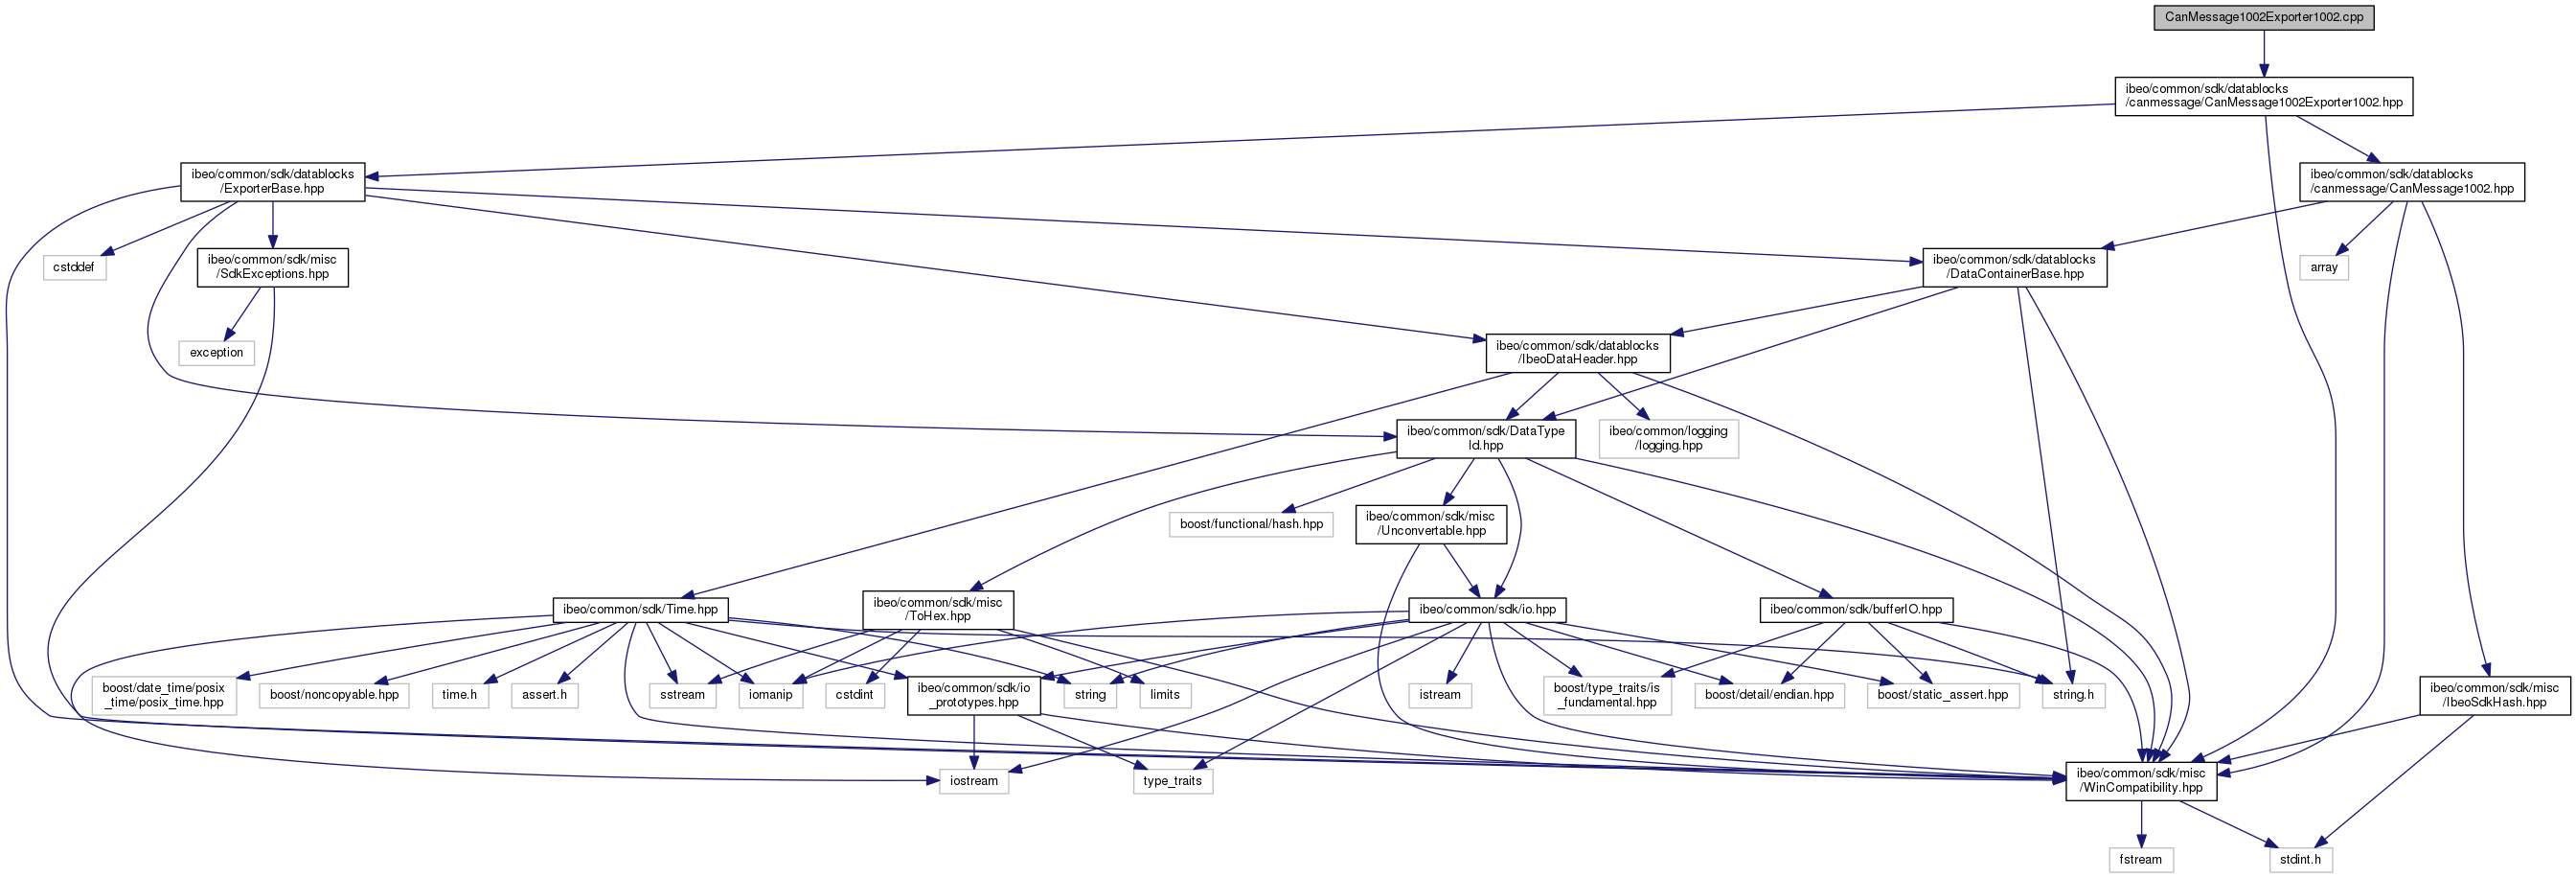 CanMessage1002Exporter1002.cpp
ibeo/common/sdk/datablocks
/canmessage/CanMessage1002Exporter1002.hpp
ibeo/common/sdk/datablocks
/ExporterBase.hpp
ibeo/common/sdk/datablocks
/canmessage/CanMessage1002.hpp
cstddef
ibeo/common/sdk/misc
/SdkExceptions.hpp
ibeo/common/sdk/datablocks
/DataContainerBase.hpp
array
exception
ibeo/common/sdk/datablocks
/IbeoDataHeader.hpp
ibeo/common/sdk/DataType
Id.hpp
ibeo/common/logging
/logging.hpp
boost/functional/hash.hpp
ibeo/common/sdk/misc
/Unconvertable.hpp
ibeo/common/sdk/Time.hpp
ibeo/common/sdk/misc
/ToHex.hpp
ibeo/common/sdk/io.hpp
ibeo/common/sdk/bufferIO.hpp
boost/date_time/posix
_time/posix_time.hpp
boost/noncopyable.hpp
time.h
assert.h
sstream
iomanip
cstdint
ibeo/common/sdk/io
_prototypes.hpp
string
limits
istream
boost/type_traits/is
_fundamental.hpp
boost/detail/endian.hpp
boost/static_assert.hpp
string.h
ibeo/common/sdk/misc
/IbeoSdkHash.hpp
iostream
type_traits
ibeo/common/sdk/misc
/WinCompatibility.hpp
fstream
stdint.h